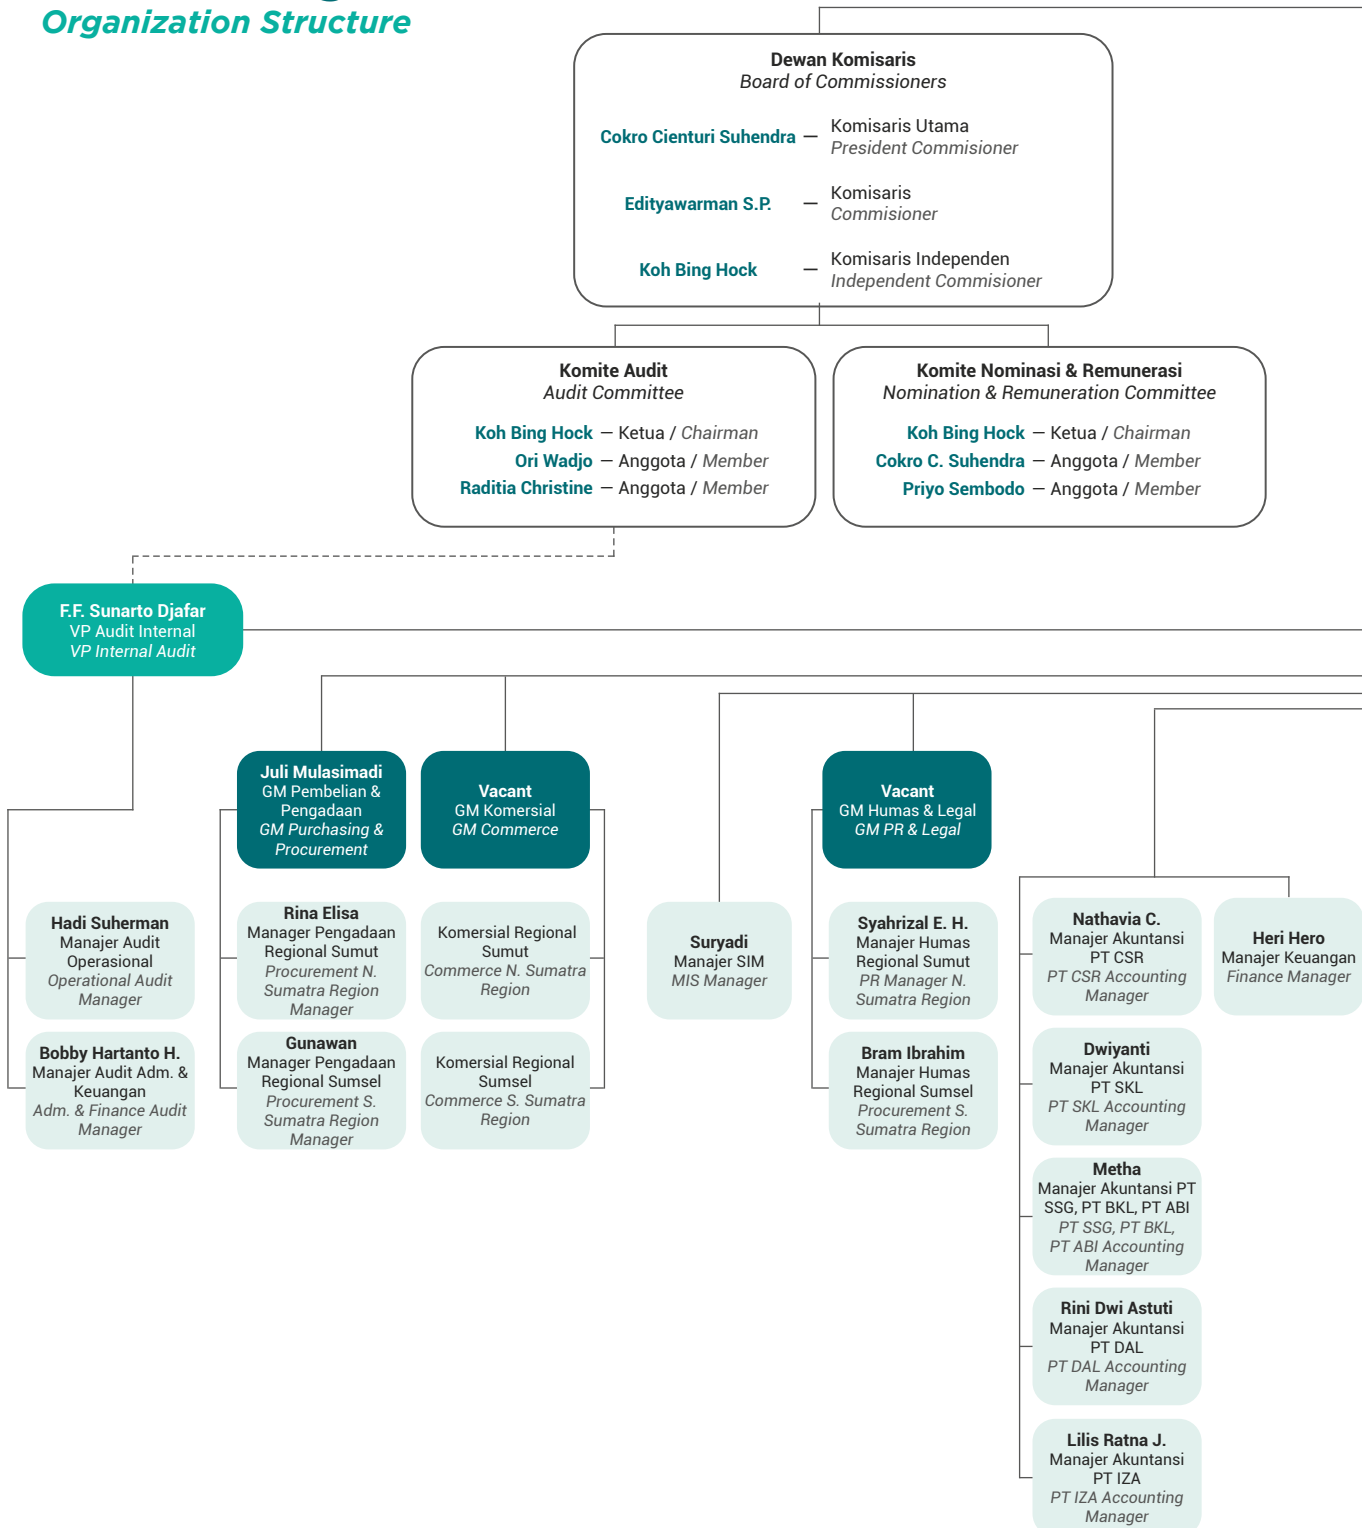 Organization Structure
Dewan Komisaris
Board of Commissioners
Cokro Cienturi Suhendra — Komisaris Utama
President Commisioner
Edityawarman S.P. — Komisaris
Commisioner
Koh Bing Hock — Komisaris Independen
Independent Commisioner
Komite Audit
Audit Committee
Koh Bing Hock — Ketua / Chairman
Ori Wadjo — Anggota / Member
Raditia Christine — Anggota / Member
Komite Nominasi & Remunerasi
Nomination & Remuneration Committee
Koh Bing Hock — Ketua / Chairman
Cokro C. Suhendra — Anggota / Member
Priyo Sembodo — Anggota / Member
F.F. Sunarto Djafar
VP Audit Internal
VP Internal Audit
Juli Mulasimadi
GM Pembelian &
Pengadaan
GM Purchasing &
Procurement
Vacant
GM Komersial
GM Commerce
Vacant
GM Humas & Legal
GM PR & Legal
Hadi Suherman
Manajer Audit
Operasional
Operational Audit
Manager
Bobby Hartanto H.
Manajer Audit Adm. &
Keuangan
Adm. & Finance Audit
Manager
Rina Elisa
Manager Pengadaan
Regional Sumut
Procurement N.
Sumatra Region
Manager
Gunawan
Manager Pengadaan
Regional Sumsel
Procurement S.
Sumatra Region
Manager
Komersial Regional
Sumut
Commerce N. Sumatra
Region
Komersial Regional
Sumsel
Commerce S. Sumatra
Region
Suryadi
Manajer SIM
MIS Manager
Syahrizal E. H.
Manajer Humas
Regional Sumut
PR Manager N.
Sumatra Region
Bram Ibrahim
Manajer Humas
Regional Sumsel
Procurement S.
Sumatra Region
Nathavia C.
Manajer Akuntansi
PT CSR
PT CSR Accounting
Manager
Heri Hero
Manajer Keuangan
Finance Manager
Dwiyanti
Manajer Akuntansi
PT SKL
PT SKL Accounting
Manager
Metha
Manajer Akuntansi PT
SSG, PT BKL, PT ABI
PT SSG, PT BKL,
PT ABI Accounting
Manager
Rini Dwi Astuti
Manajer Akuntansi
PT DAL
PT DAL Accounting
Manager
Lilis Ratna J.
Manajer Akuntansi
PT IZA
PT IZA Accounting
Manager